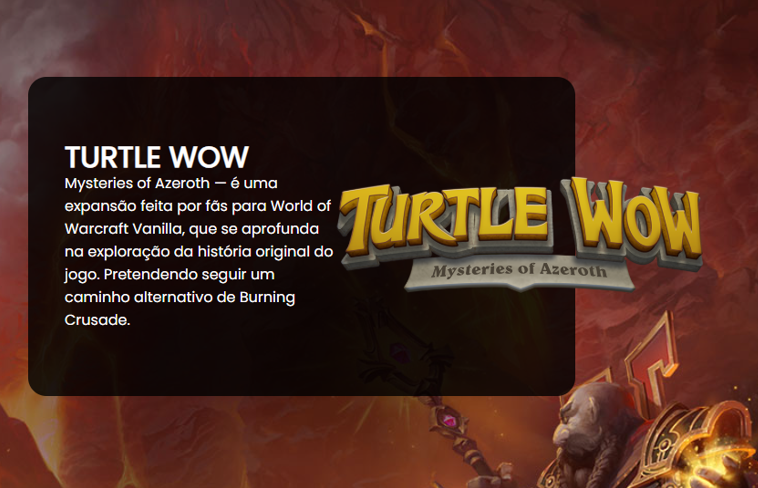 TURTLE WOW
Mysteries of Azeroth — é uma
expansão feita por fãs para World of
Warcraft Vanilla, que se aprofunda
na exploração da história original do
jogo. Pretendendo seguir um
caminho alternativo de Burning
Crusade.
TURTLE WOW
Mysteries of Azeroth